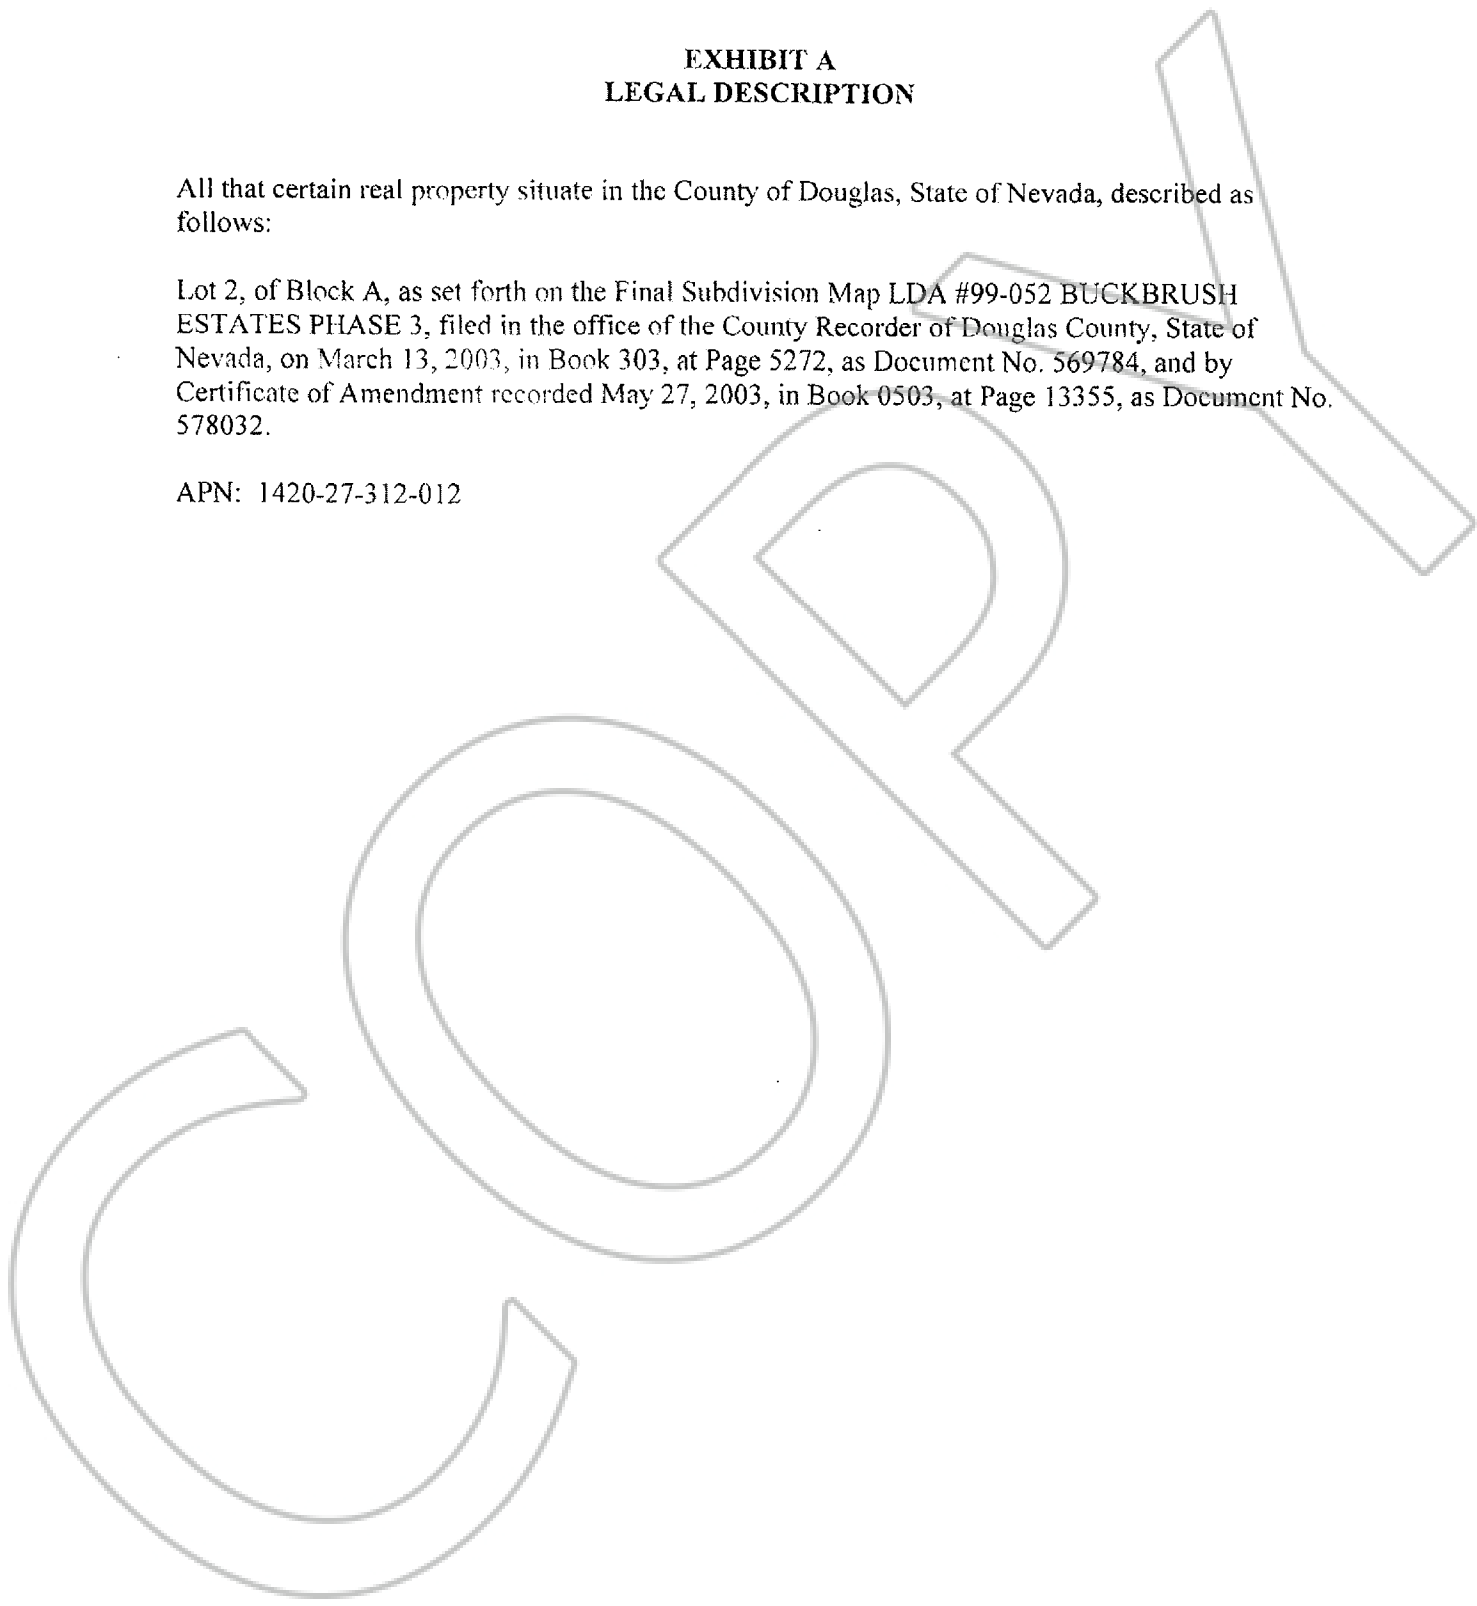 EXHIBIT A
LEGAL DESCRIPTION
All that certain real property situate in the County of Douglas, State of Nevada, described as
follows:
Lot 2, of Block A, as set forth on the Final Subdivision Map LDA #99-052 BUCKBRUSH
ESTATES PHASE 3, filed in the office of the County Recorder of Douglas County, State of
Nevada, on March 13, 2003, in Book 303, at Page 5272, as Document No. 569784, and by
Certificate of Amendment recorded May 27, 2003, in Book 0503, at Page 13355, as Document No.
578032.
APN: 1420-27-312-012
COPY